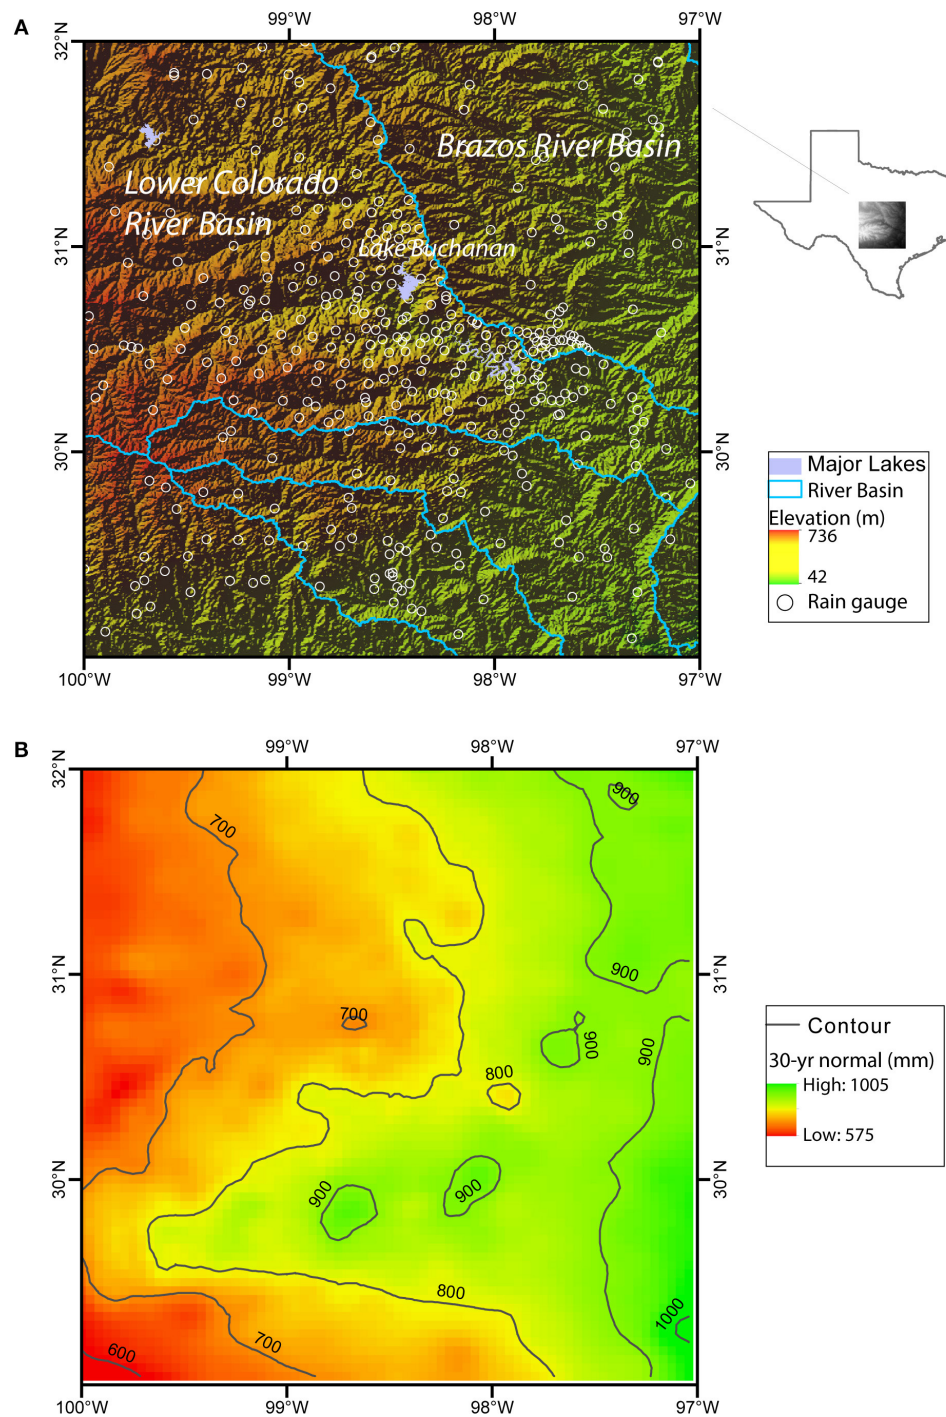 A
99°W
98°W
97°W
32°N
Brazos River Basin
Lower Colorado
River Basin
Lake Buchanan
31°N
31°N
30°N
30°N
Major Lakes
River Basin
Elevation (m)
736
42
Rain gauge
100°W
99°W
98°W
97°W
B
99°W
98°W
97°W
32°N
900
700
31°N
31°N
900
700
900
900
800
30°N
30°N
900
900
800
1000
700
600
Contour
30-yr normal (mm)
High: 1005
Low: 575
100°W
99°W
98°W
97°W